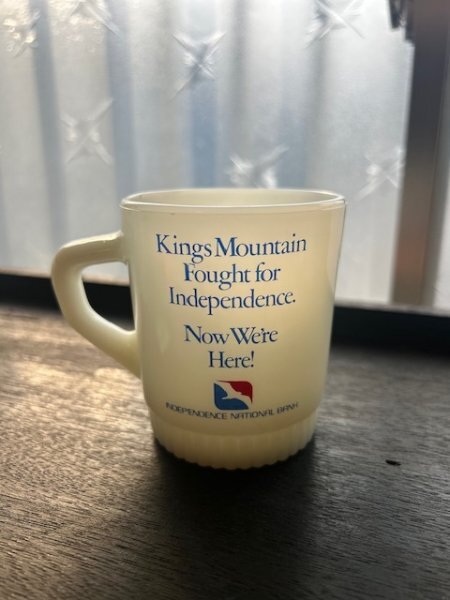 Kings Mountain
Fought for
Independence.
Now We're
Here!
INDEPENDENCE NATIONAL BANK